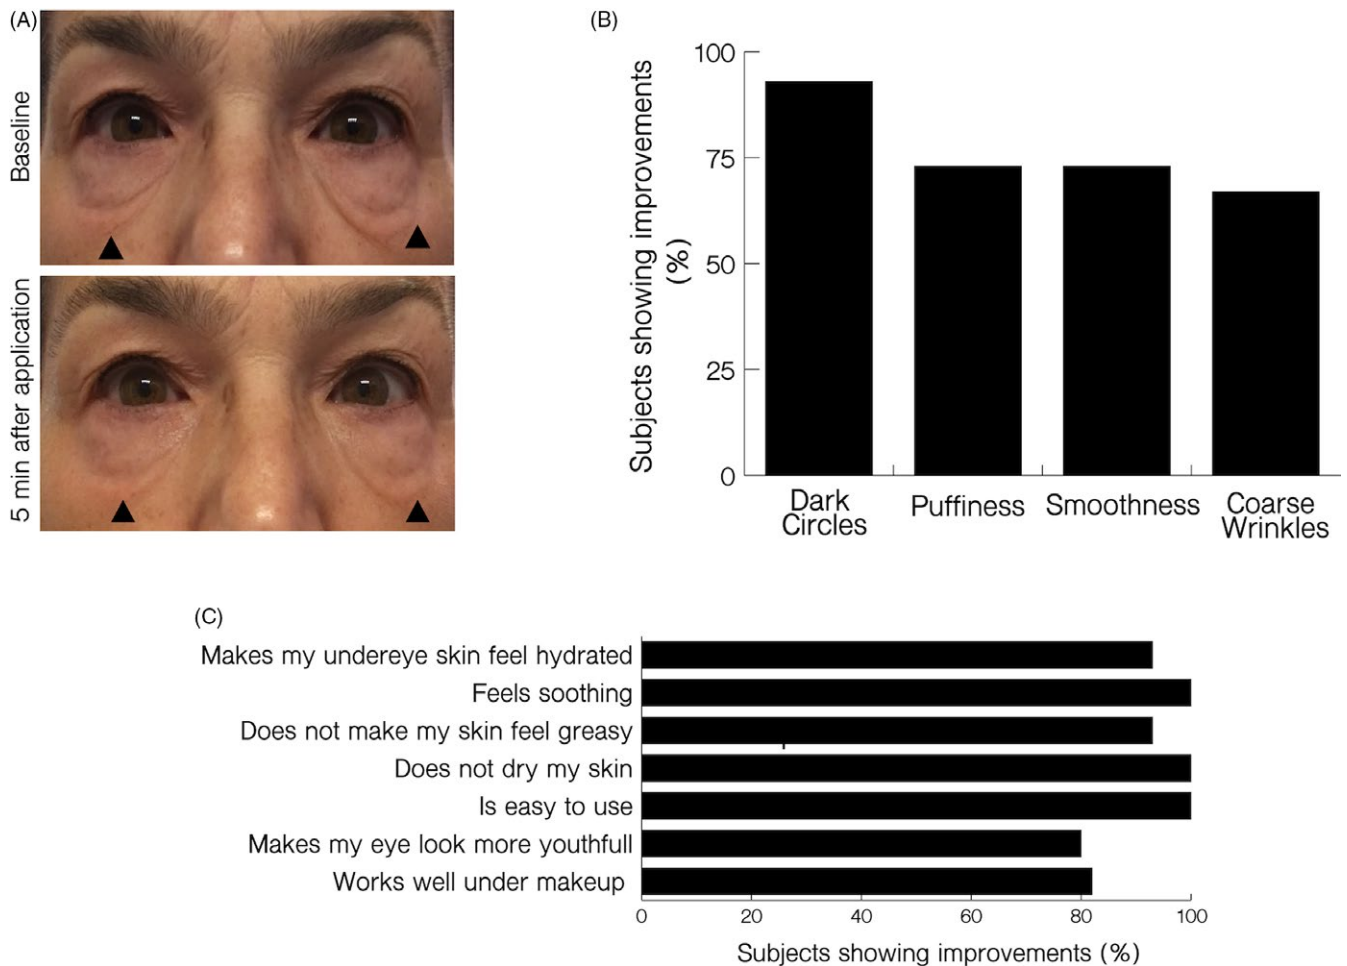 (A)
Baseline
5 min after application
(B)
Subjects showing improvements
(%)
100
75
50
25
0
Dark
Circles
Puffiness
Smoothness
Coarse
Wrinkles
(C)
Makes my undereye skin feel hydrated
Feels soothing
Does not make my skin feel greasy
Does not dry my skin
Is easy to use
Makes my eye look more youthfull
Works well under makeup
0 20 40 60 80 100
Subjects showing improvements (%)